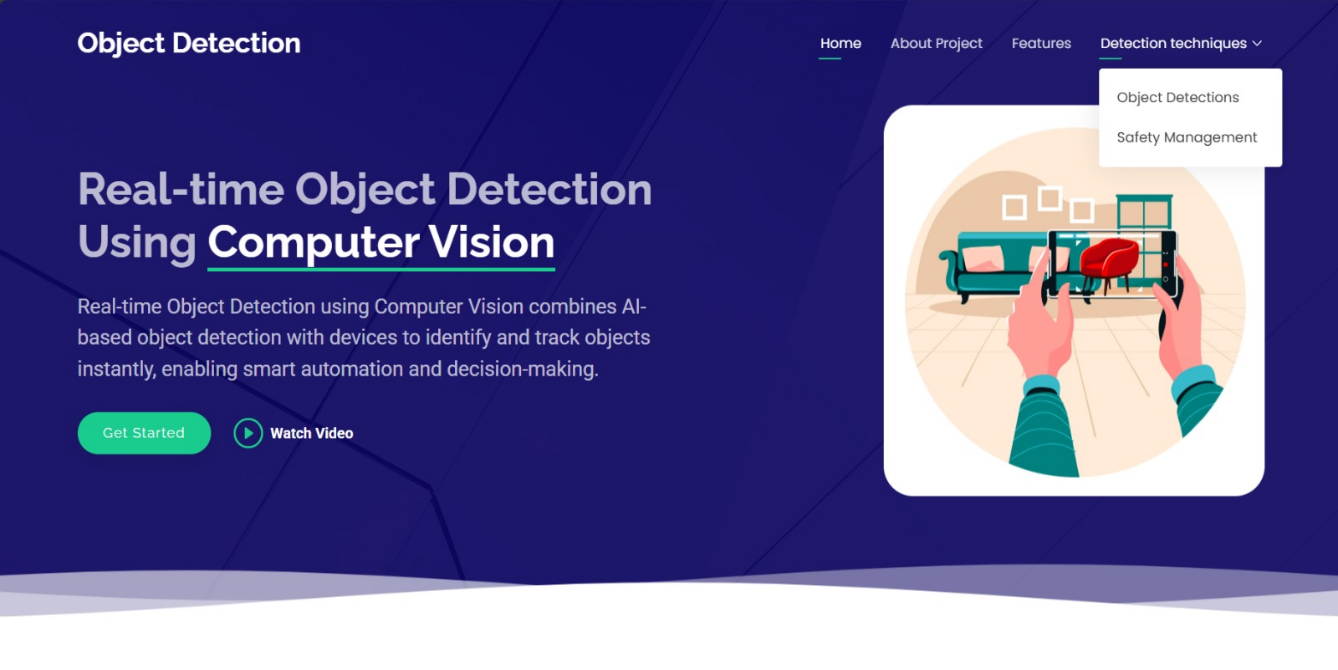 Object Detection
Home
About Project
Features
Detection techniques
Object Detections
Safety Management
Real-time Object Detection
Using Computer Vision
Real-time Object Detection using Computer Vision combines AI-
based object detection with devices to identify and track objects
instantly, enabling smart automation and decision-making.
Get Started
Watch Video